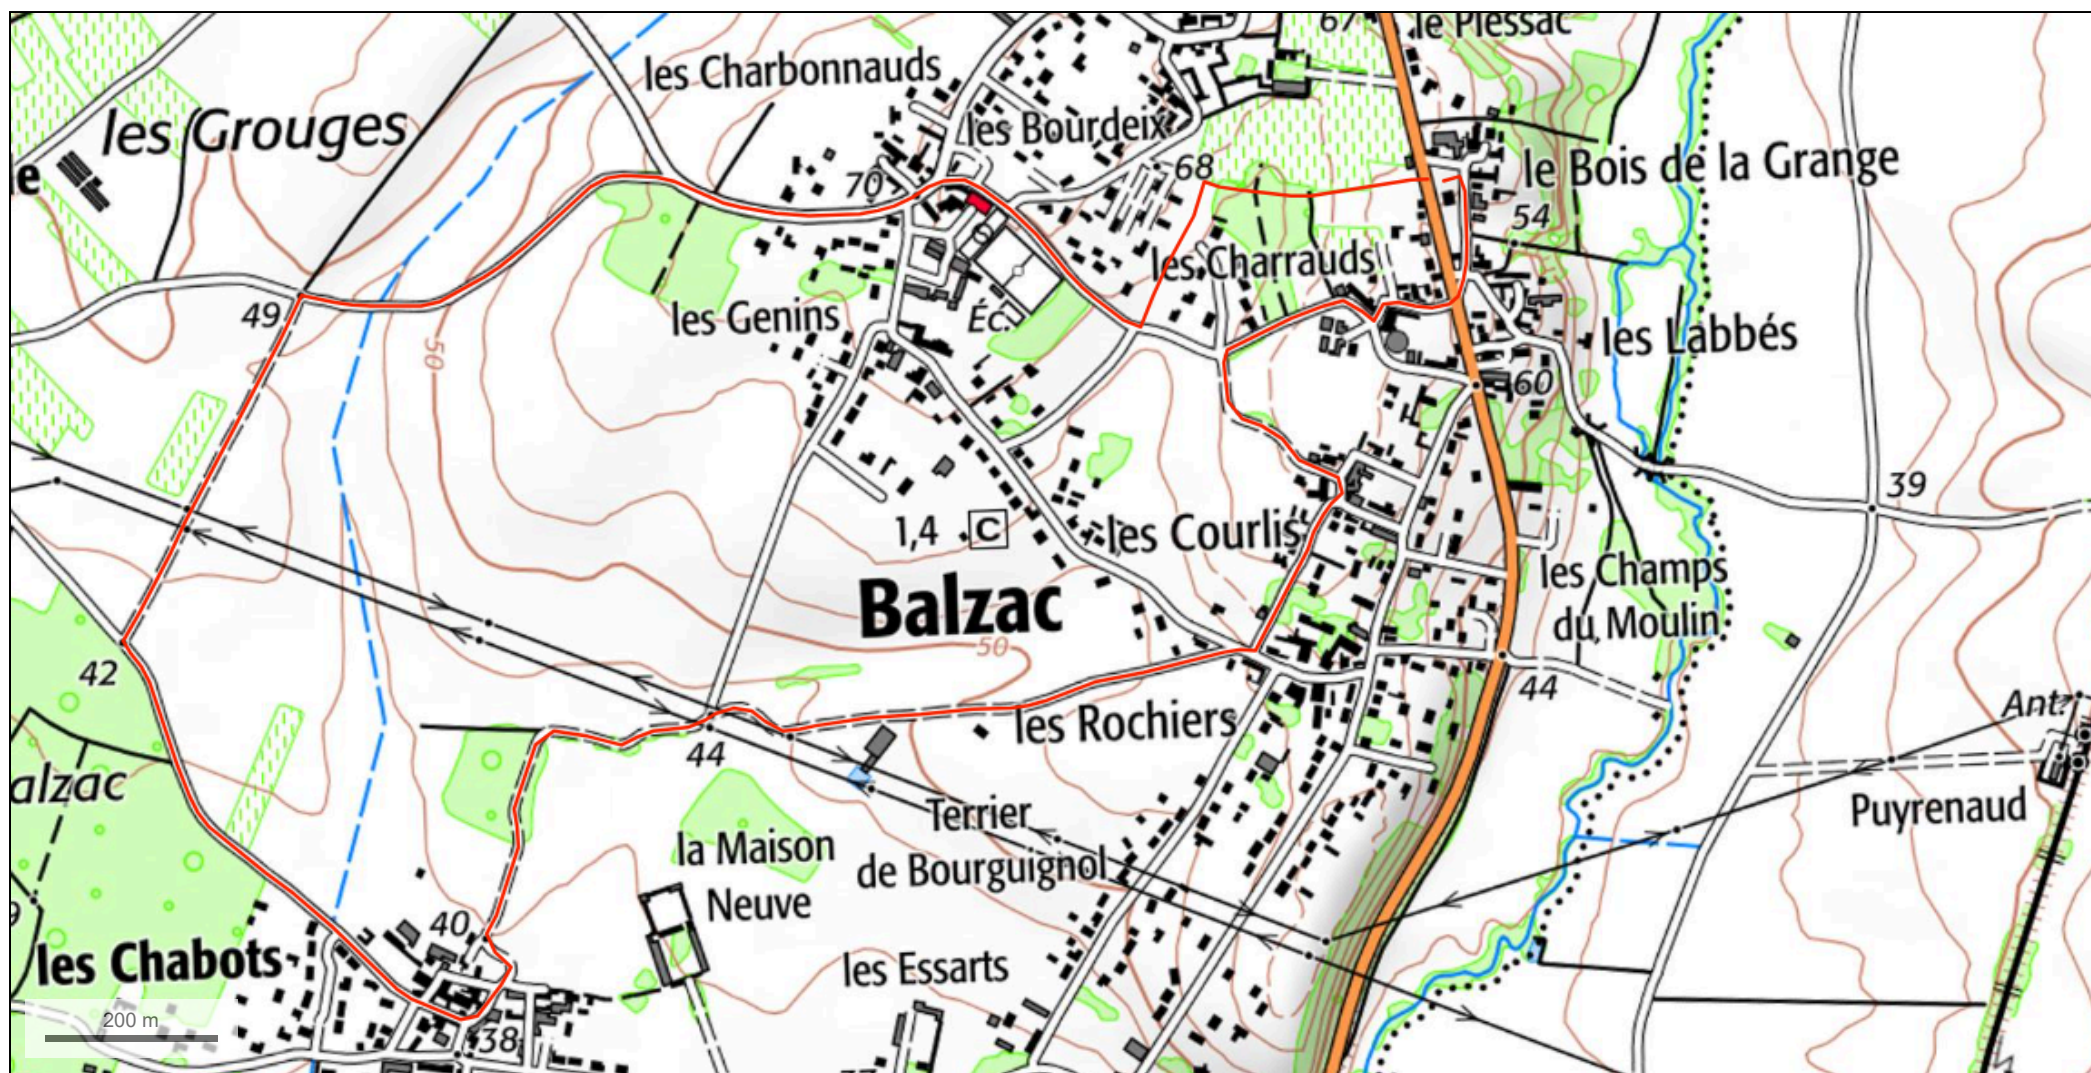 67
le Plessac
les Charbonnauds
les Grouges
les Bourdeix
le Bois de la Grange
68
70
54
les Charrauds
49
les Genins
Éc.
les Labbés
50
60
39
1,4 C
les Courlis
les Champs
du Moulin
Balzac
50
42
44
les Rochiers
Ant.
44
alzac
Terrier
de Bourguignol
la Maison
Neuve
Puyrenaud
40
les Chabots
les Essarts
200 m
38